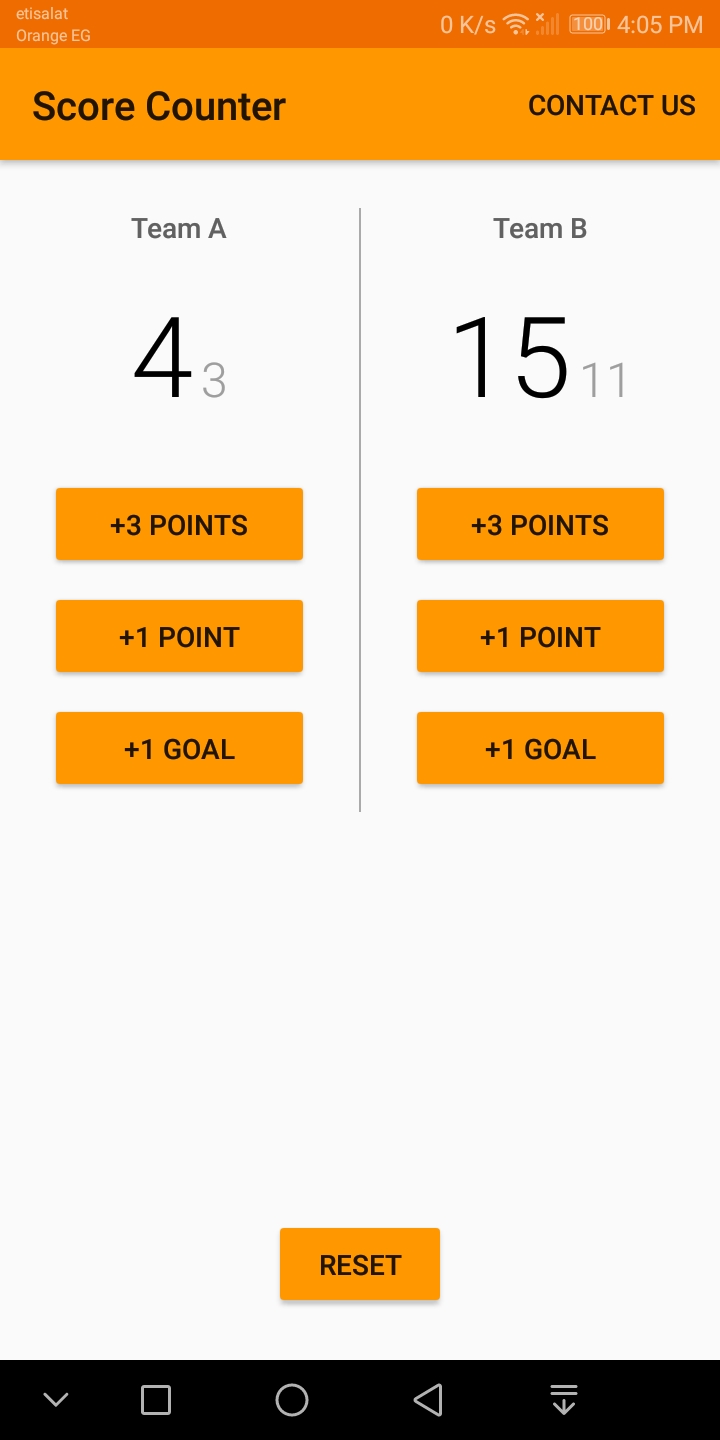 etisalat
Orange EG
0 K/s 100 4:05 PM
Score Counter
CONTACT US
Team A
Team B
4 3
15 11
+3 POINTS
+3 POINTS
+1 POINT
+1 POINT
+1 GOAL
+1 GOAL
RESET